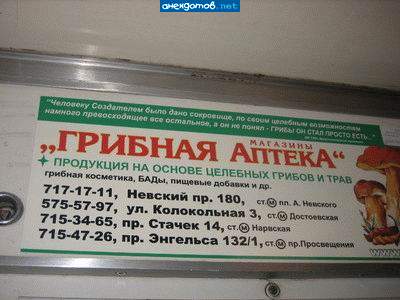 анекдотов.net
"Человеку Создателем было дано сокровище, по своим целебным возможностям
намного превосходящее все остальное, а он не понял - ГРИБЫ ОН СТАЛ ПРОСТО ЕСТЬ..."
МАГАЗИНЫ
„ГРИБНАЯ АПТЕКА“
ПРОДУКЦИЯ НА ОСНОВЕ ЦЕЛЕБНЫХ ГРИБОВ И ТРАВ
грибная косметика, БАДы, пищевые добавки и др.
717-17-11, Невский пр. 180, ст. М пл. А. Невского
575-57-97, ул. Колокольная 3, ст. М Достоевская
715-34-65, пр. Стачек 14, ст. М Нарвская
715-47-26, пр. Энгельса 132/1, ст. М пр. Просвещения
www.
anekdotov.net